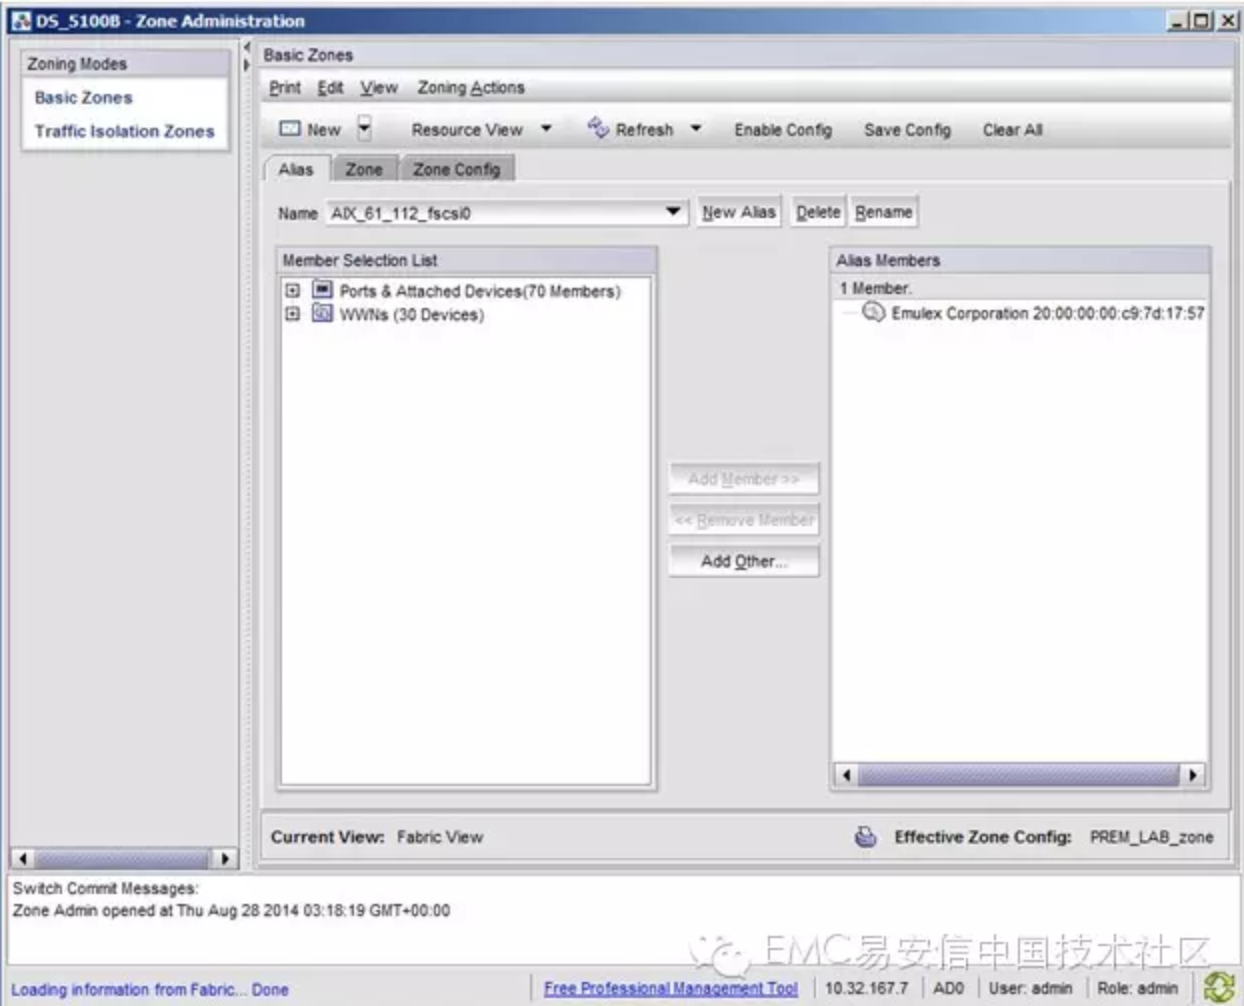 DS_5100B - Zone Administration
Zoning Modes
Basic Zones
Traffic Isolation Zones
Basic Zones
Print Edit View Zoning Actions
New Resource View Refresh Enable Config Save Config Clear All
Alias Zone Zone Config
Name AIX_61_112_fscsi0 New Alias Delete Rename
Member Selection List
Ports & Attached Devices(70 Members)
WWNs (30 Devices)
Add Member >>
<< Remove Member
Add Other...
Alias Members
1 Member.
Emulex Corporation 20:00:00:00:c9:7d:17:57
Current View: Fabric View
Effective Zone Config: PREM_LAB_zone
Switch Commit Messages:
Zone Admin opened at Thu Aug 28 2014 03:18:19 GMT+00:00
EMC易安信中国技术社区
Loading information from Fabric... Done
Free Professional Management Tool 10.32.167.7 AD0 User: admin Role: admin